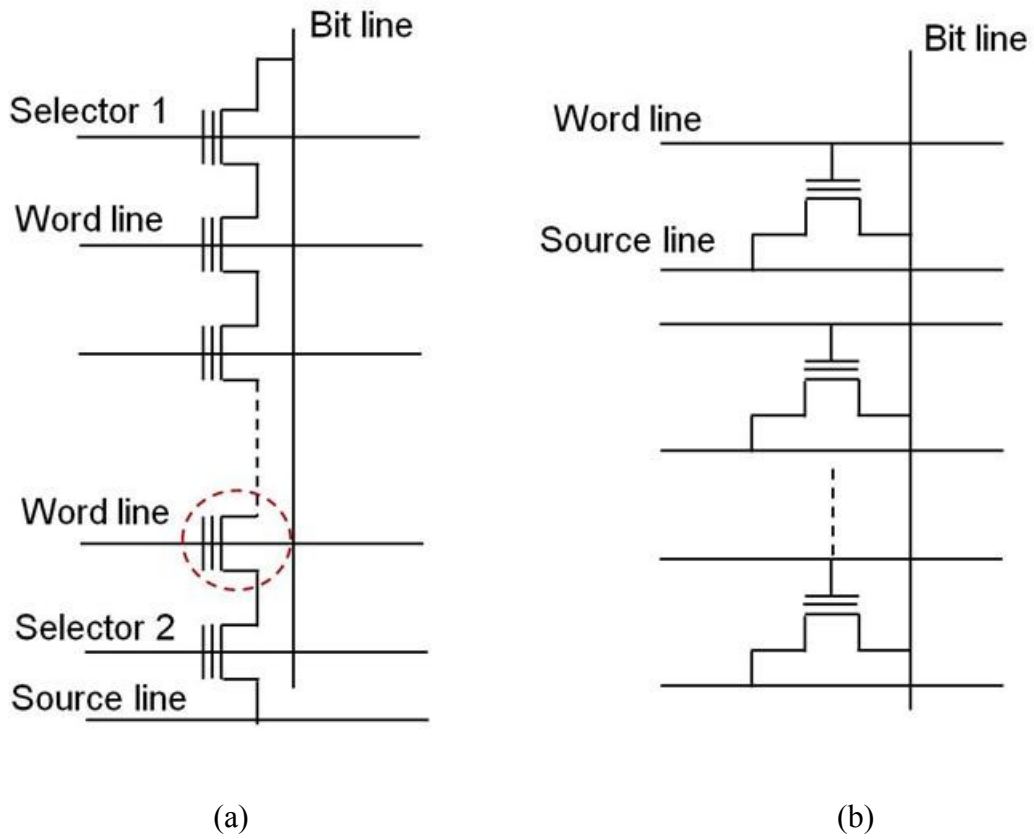 Bit line
Selector 1
Word line
Word line
Selector 2
Source line
(a)
Bit line
Word line
Source line
(b)